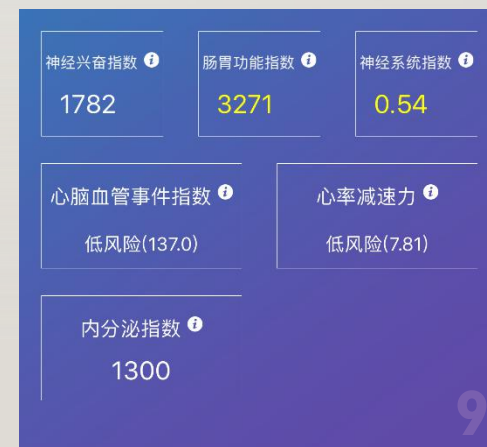 神经兴奋指数 肠胃功能指数 神经系统指数
1782 3271 0.54
心脑血管事件指数 心率减速力
低风险(137.0) 低风险(7.81)
内分泌指数
1300
9